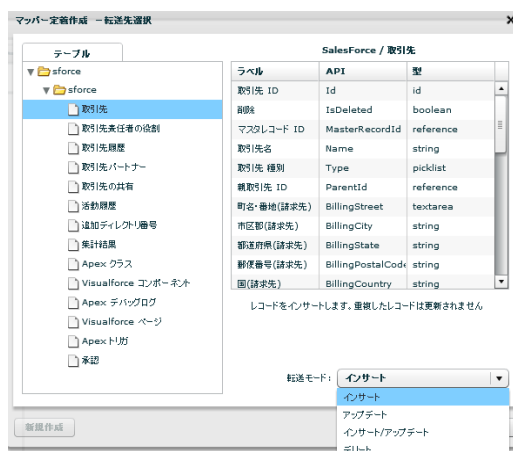 マッパー定義作成 －転送先選択
テーブル
sforce
sforce
取引先
取引先責任者の役割
取引先履歴
取引先パートナー
取引先の共有
活動履歴
追加ディレクトリ番号
集計結果
Apex クラス
Visualforce コンポーネント
Apex デバッグログ
Visualforce ページ
Apex トリガ
承認
SalesForce / 取引先
ラベル API 型
取引先 ID Id id
削除 IsDeleted boolean
マスタレコード ID MasterRecordId reference
取引先名 Name string
取引先 種別 Type picklist
親取引先 ID ParentId reference
町名・番地(請求先) BillingStreet textarea
市区郡(請求先) BillingCity string
都道府県(請求先) BillingState string
郵便番号(請求先) BillingPostalCode string
国(請求先) BillingCountry string
レコードをインサートします。重複したレコードは更新されません
転送モード： インサート
インサート
アップデート
インサート/アップデート
デリート
新規作成